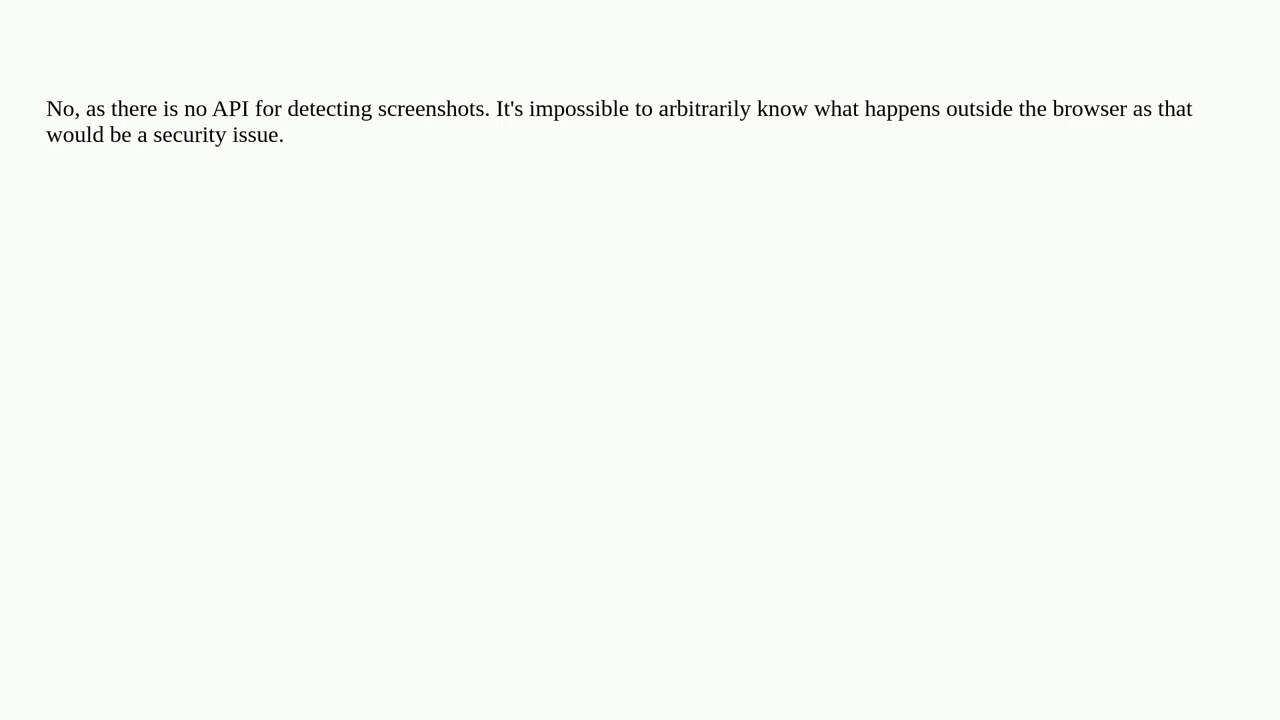 No, as there is no API for detecting screenshots. It's impossible to arbitrarily know what happens outside the browser as that
would be a security issue.